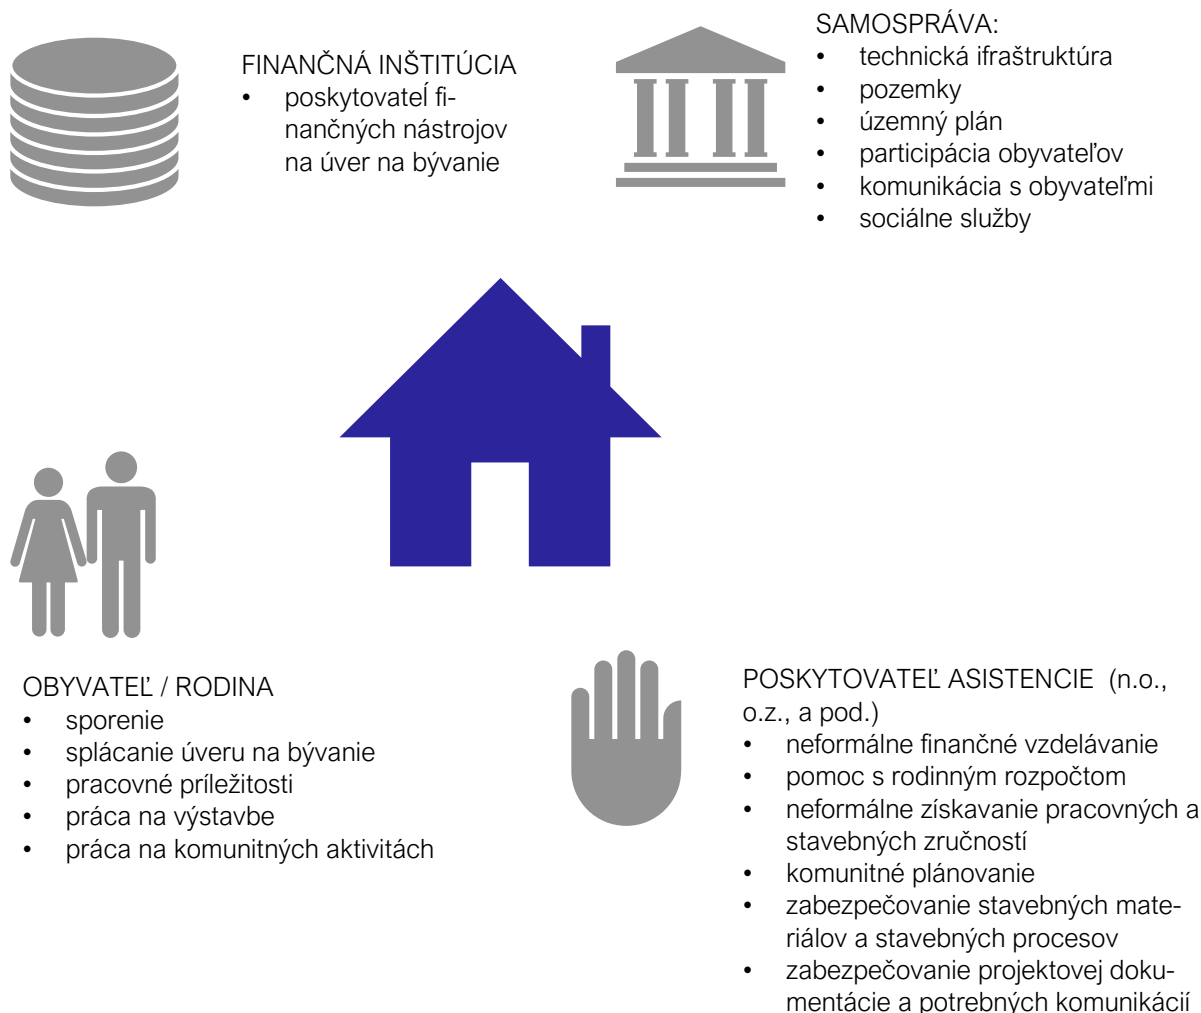 FINANČNÁ INŠTITÚCIA
• poskytovateĺ fi-
nančných nástrojov
na úver na bývanie
SAMOSPRÁVA:
• technická ifraštruktúra
• pozemky
• územný plán
• participácia obyvateľov
• komunikácia s obyvateľmi
• sociálne služby
OBYVATEĽ / RODINA
• sporenie
• splácanie úveru na bývanie
• pracovné príležitosti
• práca na výstavbe
• práca na komunitných aktivitách
POSKYTOVATEĽ ASISTENCIE (n.o.,
o.z., a pod.)
• neformálne finančné vzdelávanie
• pomoc s rodinným rozpočtom
• neformálne získavanie pracovných a
stavebných zručností
• komunitné plánovanie
• zabezpečovanie stavebných mate-
riálov a stavebných procesov
• zabezpečovanie projektovej doku-
mentácie a potrebných komunikácií